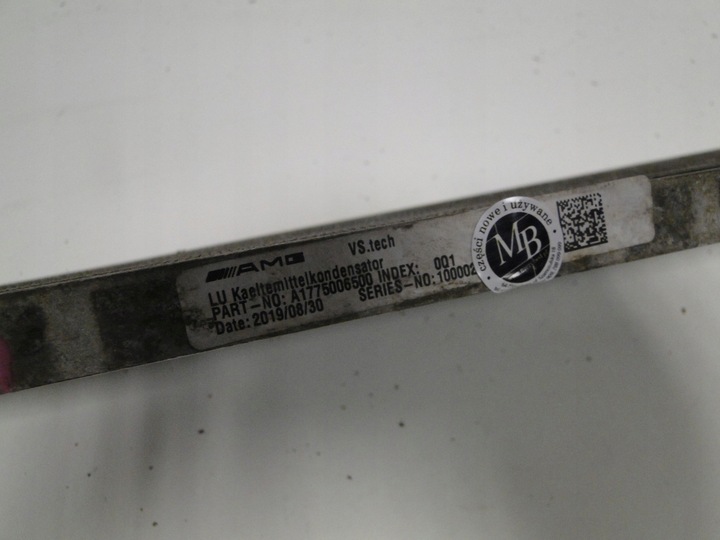 AMG VS.tech
LU Kaeltemittelkondensator
PART-NO: A1775006500 INDEX: 001
Date: 2019/08/30 SERIES-NO:100002
• części nowe i używane •
MB